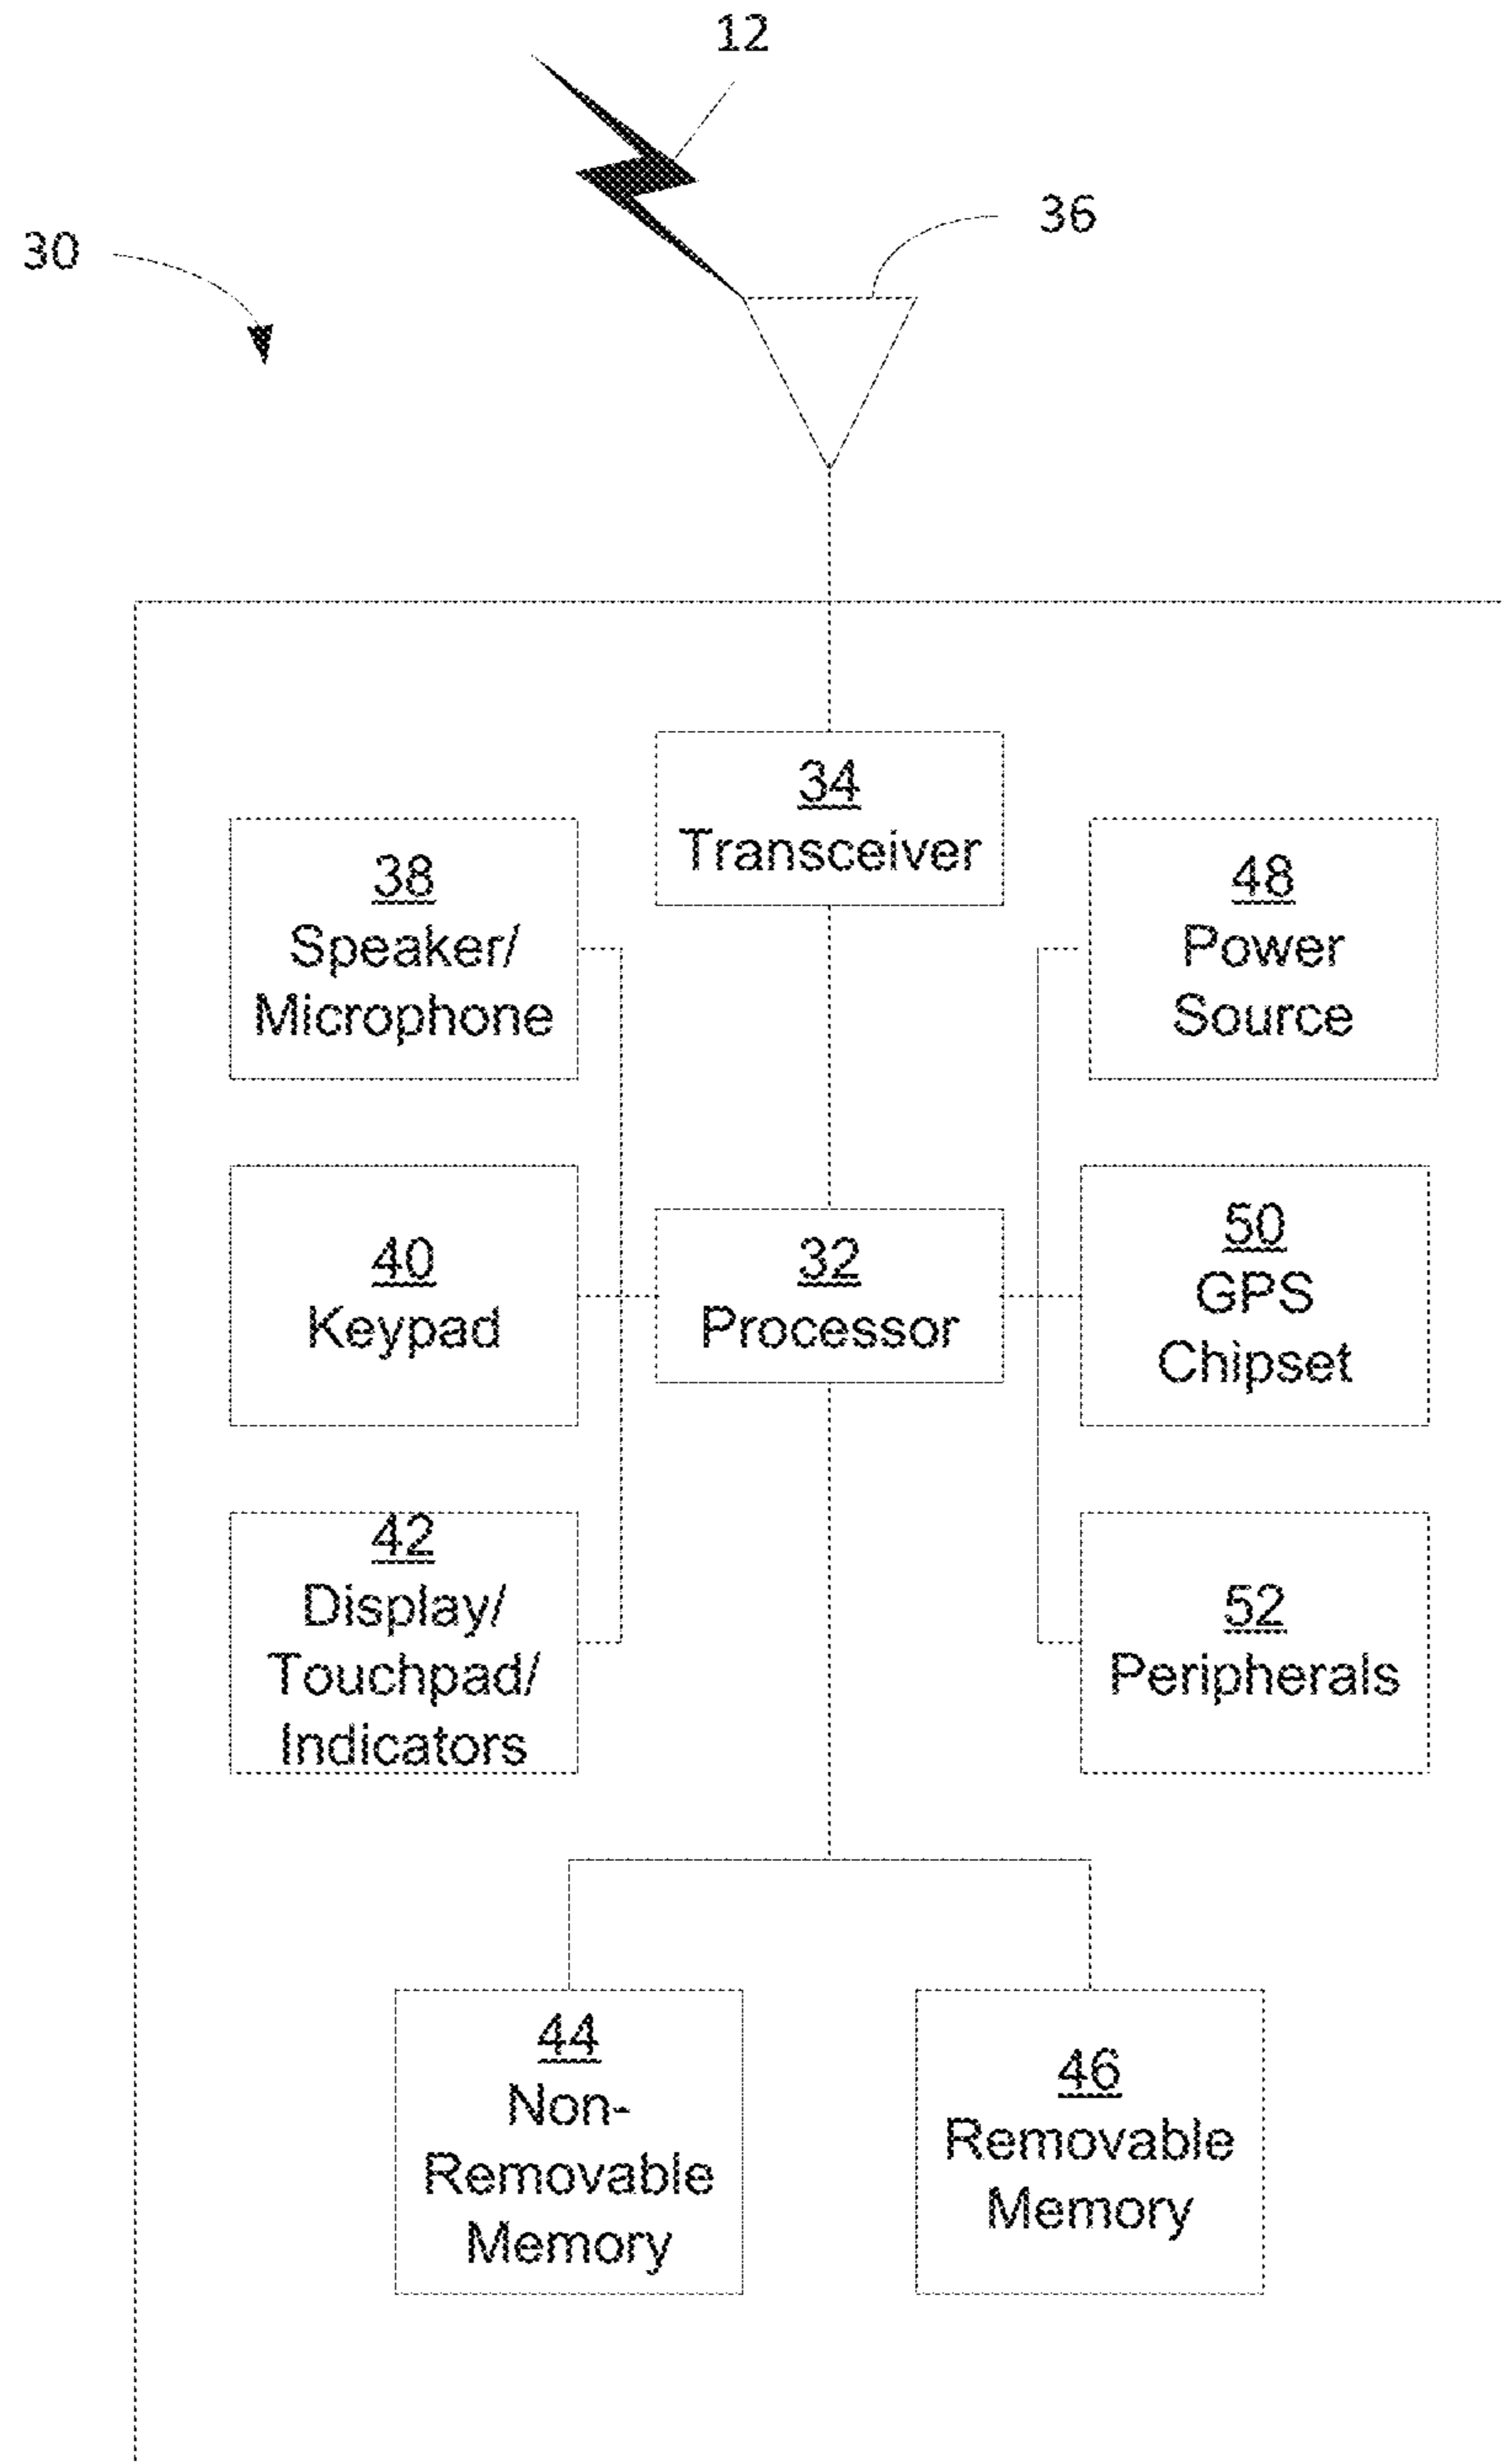 12
36
30
34
Transceiver
38
Speaker/
Microphone
48
Power
Source
40
Keypad
32
Processor
50
GPS
Chipset
42
Display/
Touchpad/
Indicators
52
Peripherals
44
Non-
Removable
Memory
46
Removable
Memory